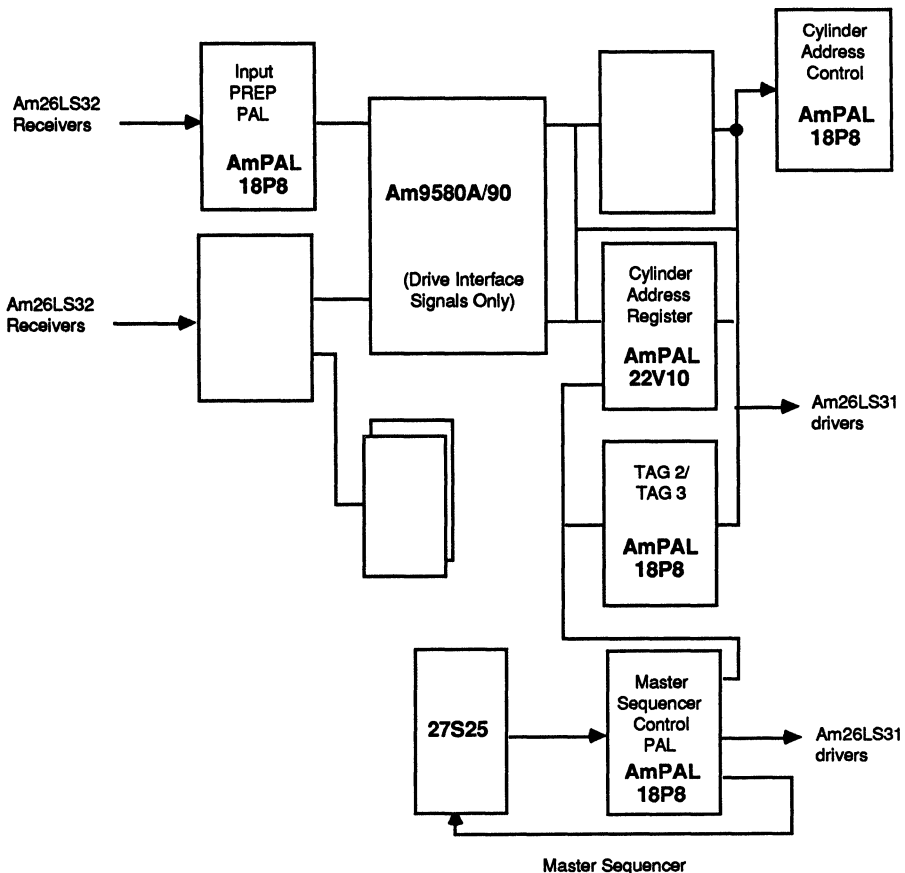 Am26LS32
Receivers
Input
PREP
PAL
AmPAL
18P8
Am9580A/90
(Drive Interface
Signals Only)
Cylinder
Address
Control
AmPAL
18P8
Am26LS32
Receivers
Cylinder
Address
Register
AmPAL
22V10
Am26LS31
drivers
TAG 2/
TAG 3
AmPAL
18P8
27S25
Master
Sequencer
Control
PAL
AmPAL
18P8
Am26LS31
drivers
Master Sequencer